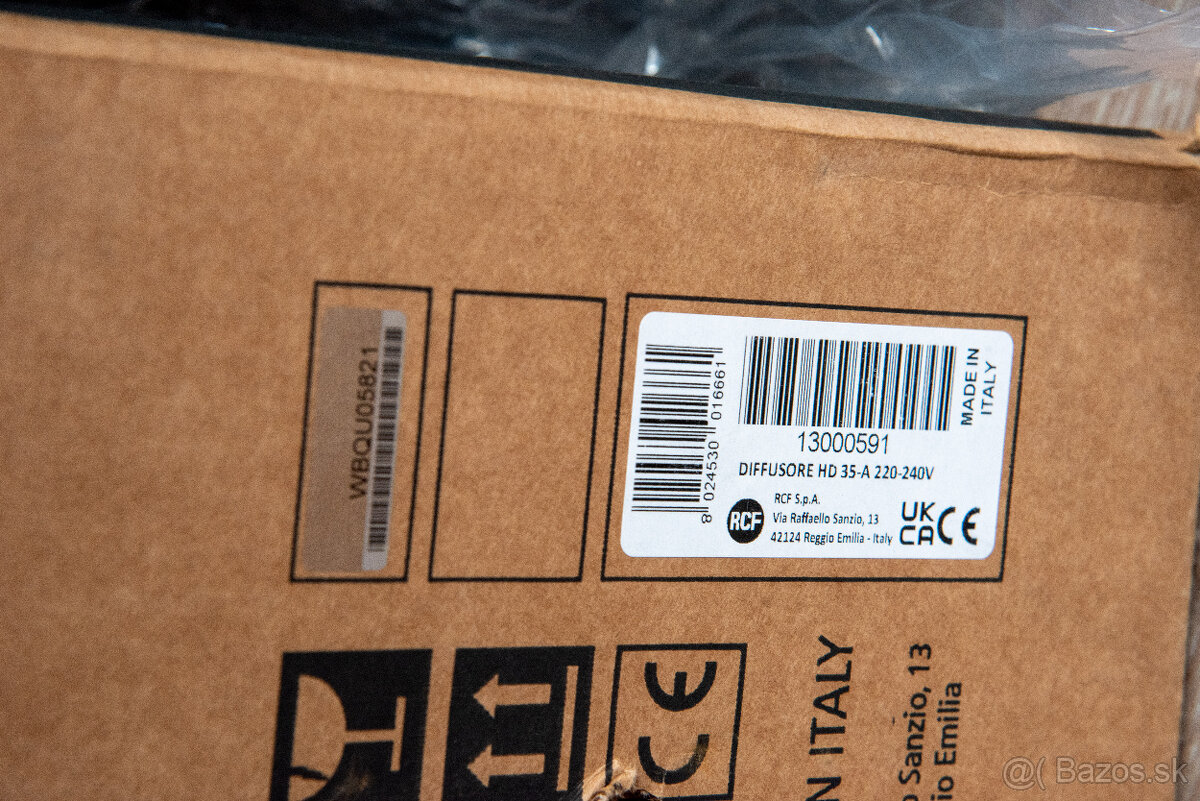 WBQU05821
8 024530 016661
MADE IN
ITALY
13000591
DIFFUSORE HD 35-A 220-240V
RCF
RCF S.p.A.
Via Raffaello Sanzio, 13
42124 Reggio Emilia - Italy
UK
CA
CE
CE
N ITALY
o Sanzio, 13
io Emilia
@( Bazos.sk